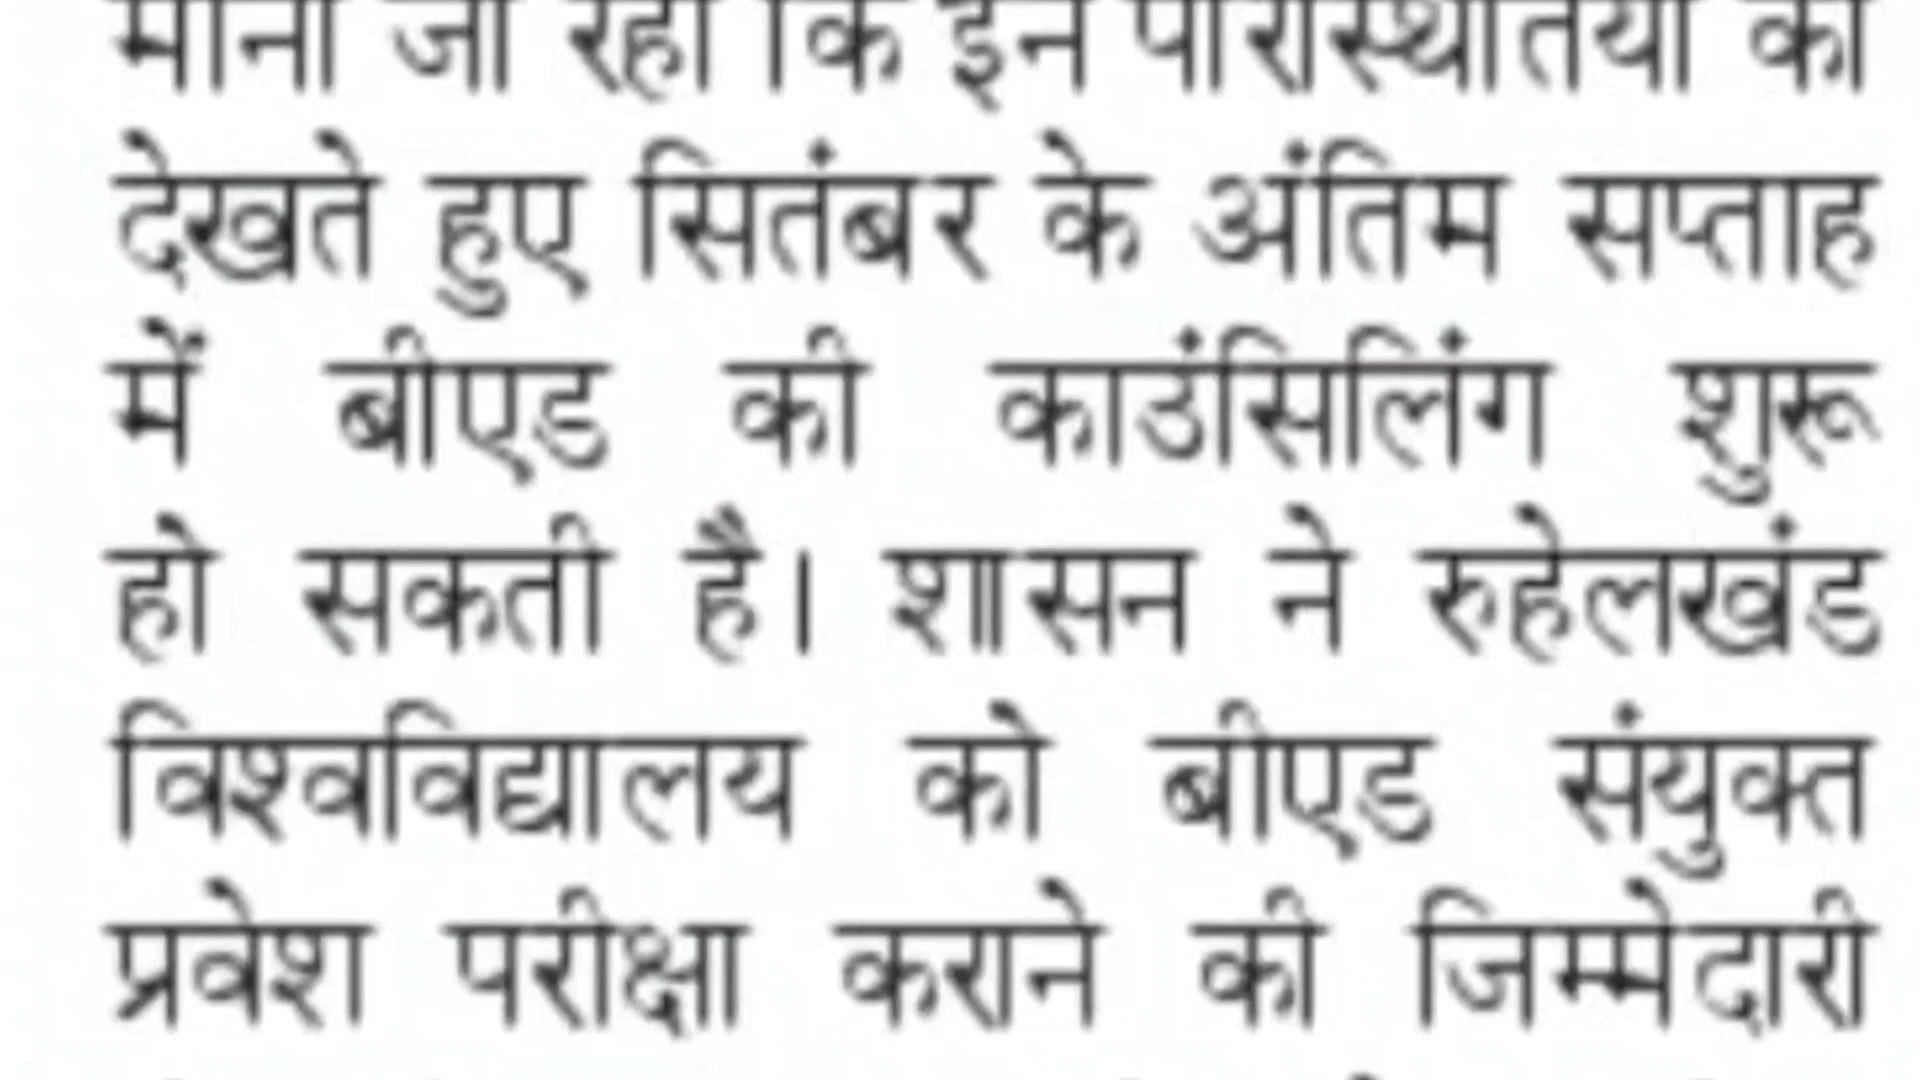 माना जा रहा कि इन परिस्थितियों को
देखते हुए सितंबर के अंतिम सप्ताह
में बीएड की काउंसिलिंग शुरू
हो सकती है। शासन ने रुहेलखंड
विश्वविद्यालय को बीएड संयुक्त
प्रवेश परीक्षा कराने की जिम्मेदारी